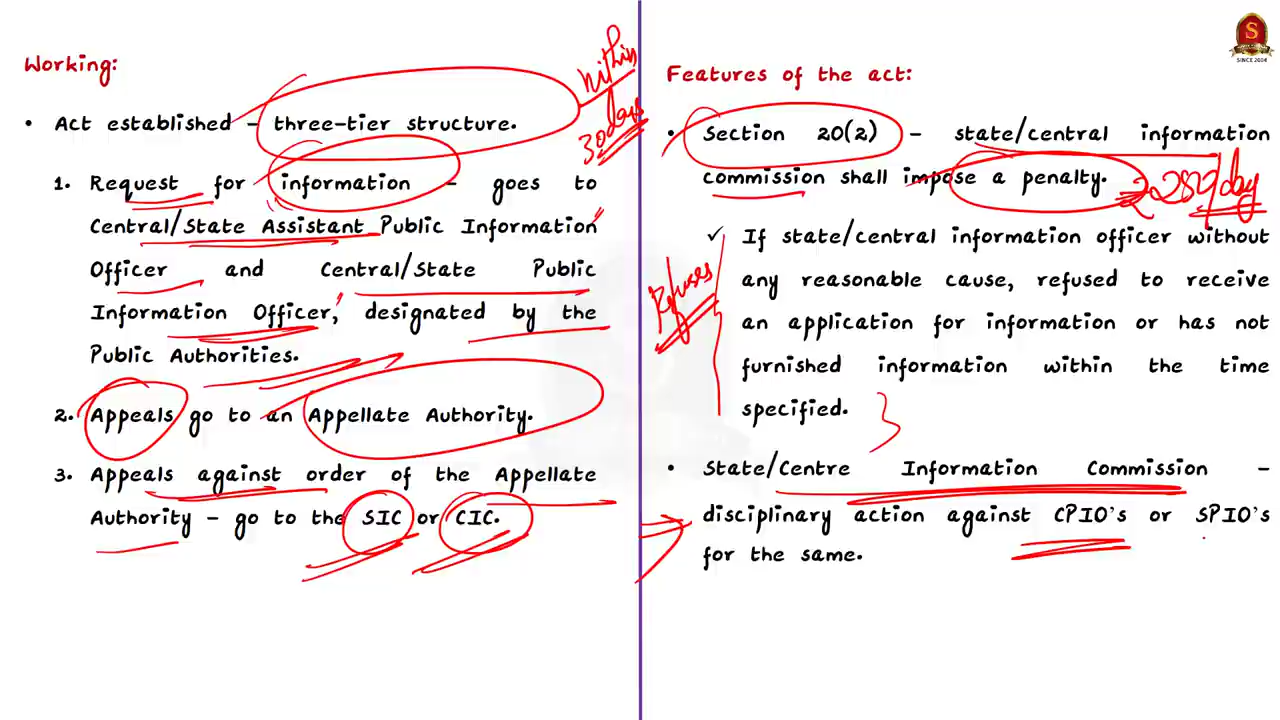 Working:
• Act established - three-tier structure.
1. Request for information - goes to
Central/State Assistant Public Information
Officer and Central/State Public
Information Officer, designated by the
Public Authorities.
2. Appeals go to an Appellate Authority.
3. Appeals against order of the Appellate
Authority - go to the SIC or CIC.
within
30 days
S
SINCE 2004
Features of the act:
• Section 20(2) - state/central information
commission shall impose a penalty.
250/day
✓ If state/central information officer without
any reasonable cause, refused to receive
an application for information or has not
furnished information within the time
specified.
Refuses
• State/Centre Information Commission -
disciplinary action against CPIO's or SPIO's
for the same.